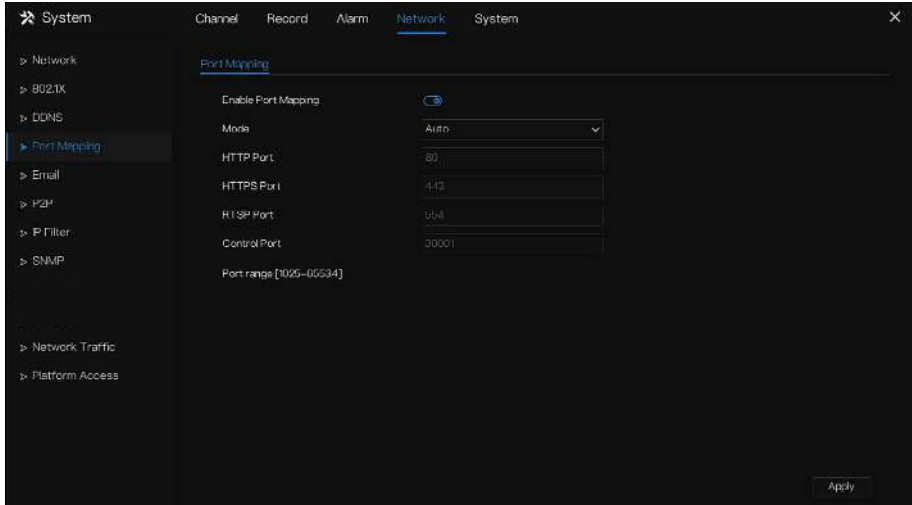 System
Channel Record Alarm Network System
Network
802.1X
DDNS
Port Mapping
Email
P2P
IP Filter
SNMP
Network Traffic
Platform Access
Port Mapping
Enable Port Mapping
Mode Auto
HTTP Port 80
HTTPS Port 443
RTSP Port 554
Control Port 30001
Port range [1025~65534]
Apply